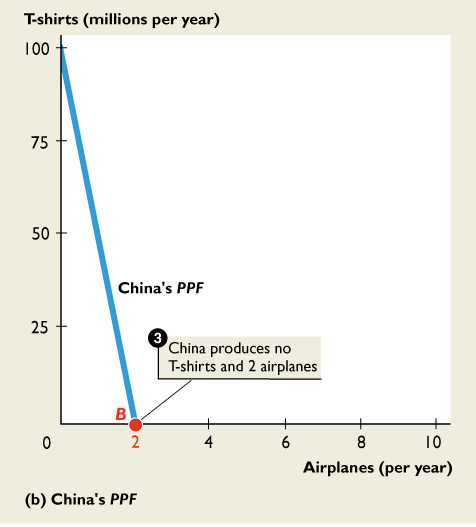 T-shirts (millions per year)
100
75
50
China's PPF
25
3
China produces no
T-shirts and 2 airplanes
B
0
2
4
6
8
10
Airplanes (per year)
(b) China's PPF